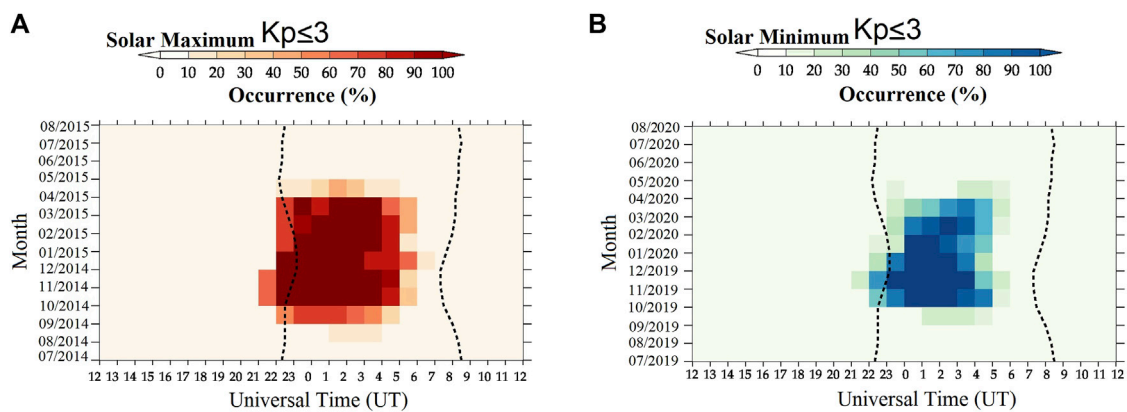 A
Solar Maximum Kp≤3
0 10 20 30 40 50 60 70 80 90 100
Occurrence (%)
Month
08/2015
07/2015
06/2015
05/2015
04/2015
03/2015
02/2015
01/2015
12/2014
11/2014
10/2014
09/2014
08/2014
07/2014
12 13 14 15 16 17 18 19 20 21 22 23 0 1 2 3 4 5 6 7 8 9 10 11 12
Universal Time (UT)
B
Solar Minimum Kp≤3
0 10 20 30 40 50 60 70 80 90 100
Occurrence (%)
Month
08/2020
07/2020
06/2020
05/2020
04/2020
03/2020
02/2020
01/2020
12/2019
11/2019
10/2019
09/2019
08/2019
07/2019
12 13 14 15 16 17 18 19 20 21 22 23 0 1 2 3 4 5 6 7 8 9 10 11 12
Universal Time (UT)